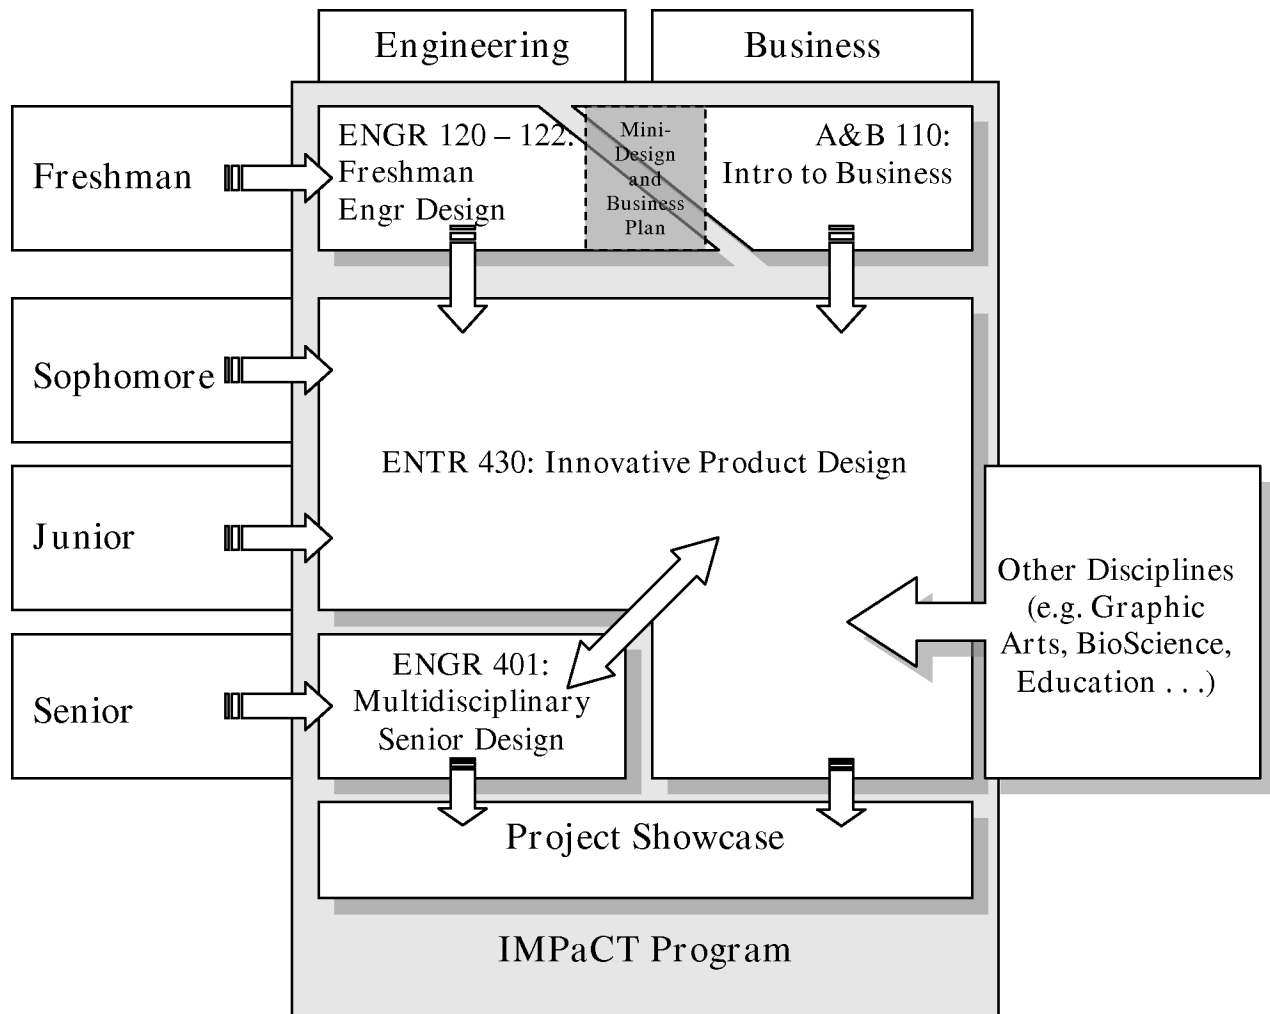 Engineering
Business
Freshman
ENGR 120 – 122:
Freshman
Engr Design
Mini-
Design
and
Business
Plan
A&B 110:
Intro to Business
Sophomore
ENTR 430: Innovative Product Design
Junior
Other Disciplines
(e.g. Graphic
Arts, BioScience,
Education . . .)
Senior
ENGR 401:
Multidisciplinary
Senior Design
Project Showcase
IMPaCT Program